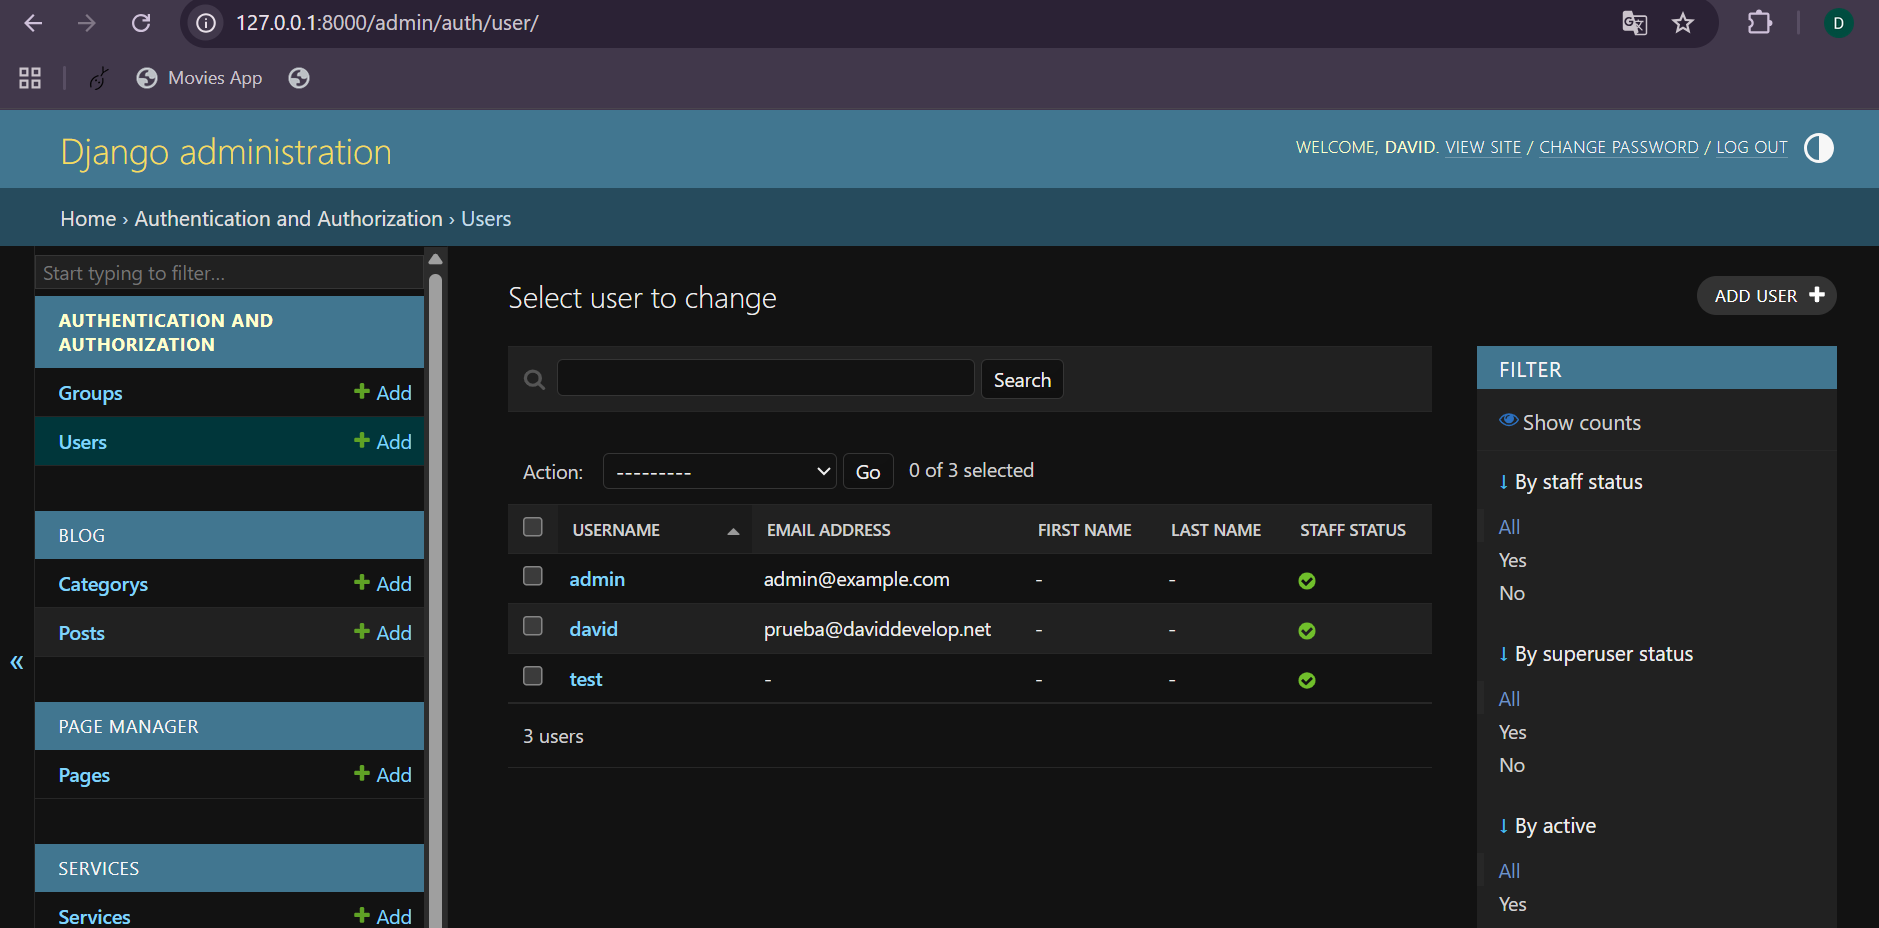 127.0.0.1:8000/admin/auth/user/
D
Movies App
Django administration
WELCOME, DAVID. VIEW SITE / CHANGE PASSWORD / LOG OUT
Home › Authentication and Authorization › Users
Start typing to filter...
AUTHENTICATION AND
AUTHORIZATION
Groups + Add
Users + Add
BLOG
Categorys + Add
Posts + Add
«
PAGE MANAGER
Pages + Add
SERVICES
Services + Add
Select user to change
ADD USER +
Search
Action: --------- Go 0 of 3 selected
USERNAME EMAIL ADDRESS FIRST NAME LAST NAME STAFF STATUS
admin admin@example.com - -
david prueba@daviddevelop.net - -
test - - -
3 users
FILTER
Show counts
↓ By staff status
All
Yes
No
↓ By superuser status
All
Yes
No
↓ By active
All
Yes